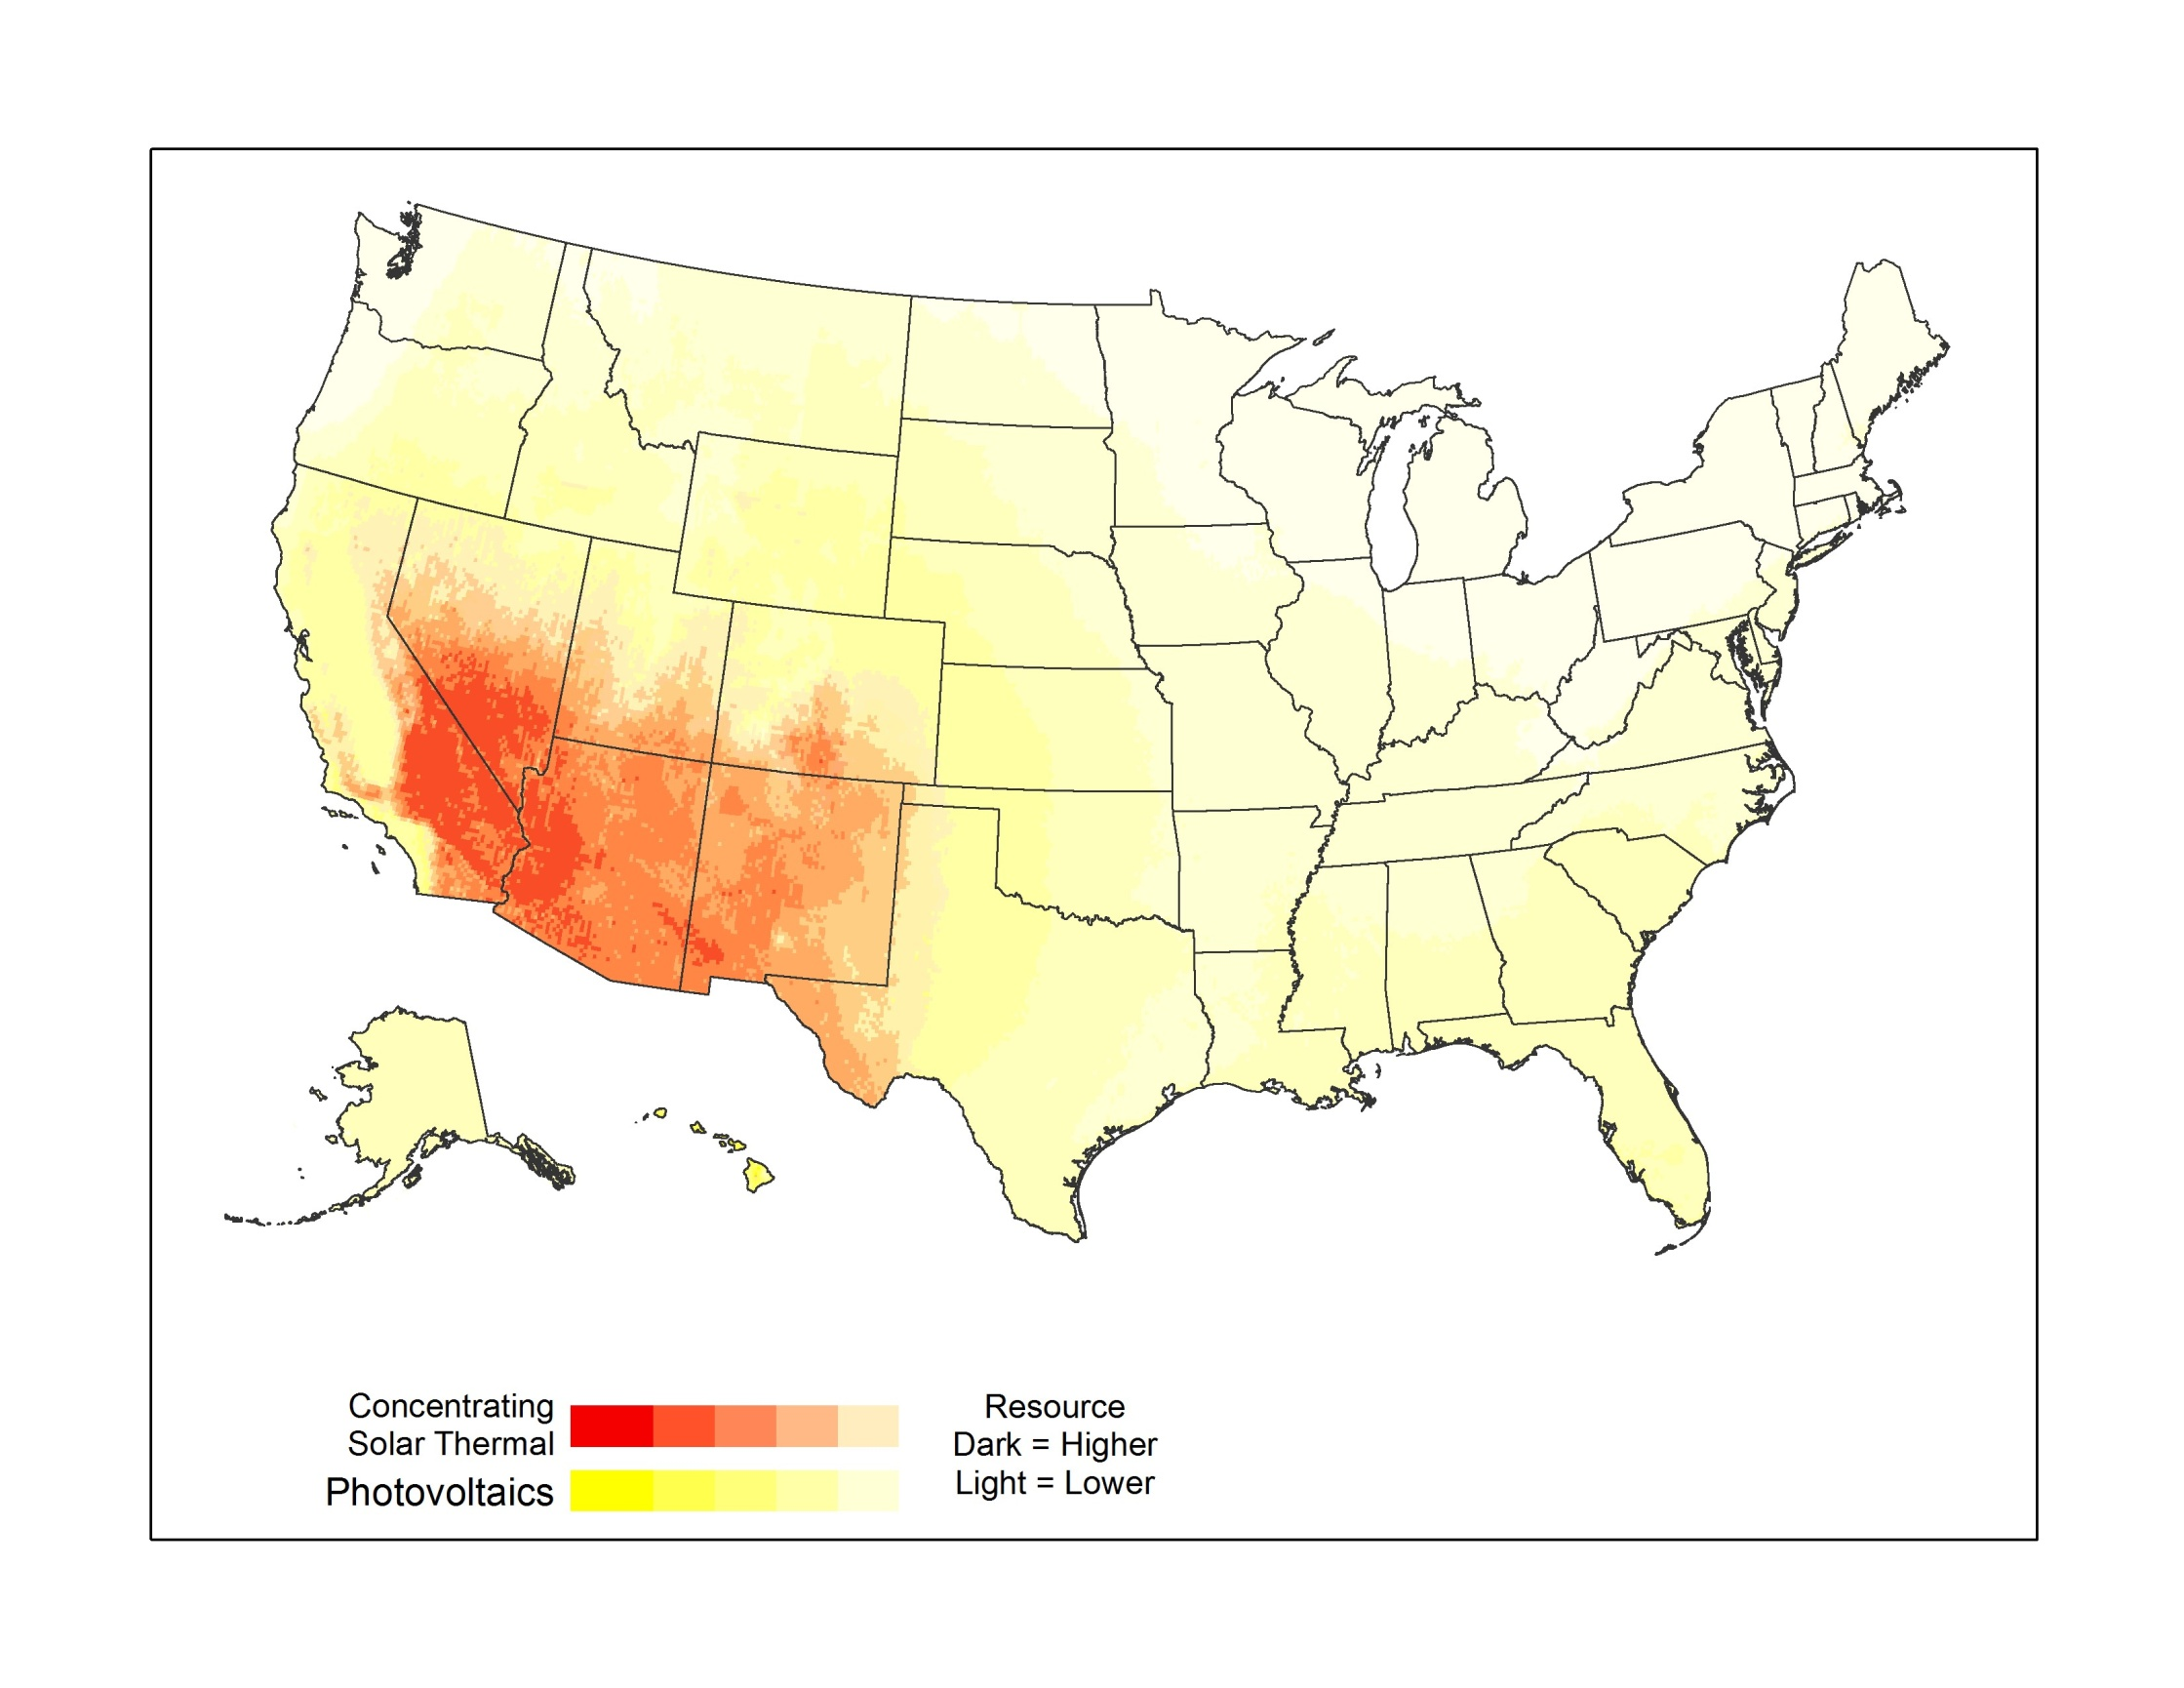 Concentrating
Solar Thermal
Photovoltaics
Resource
Dark = Higher
Light = Lower